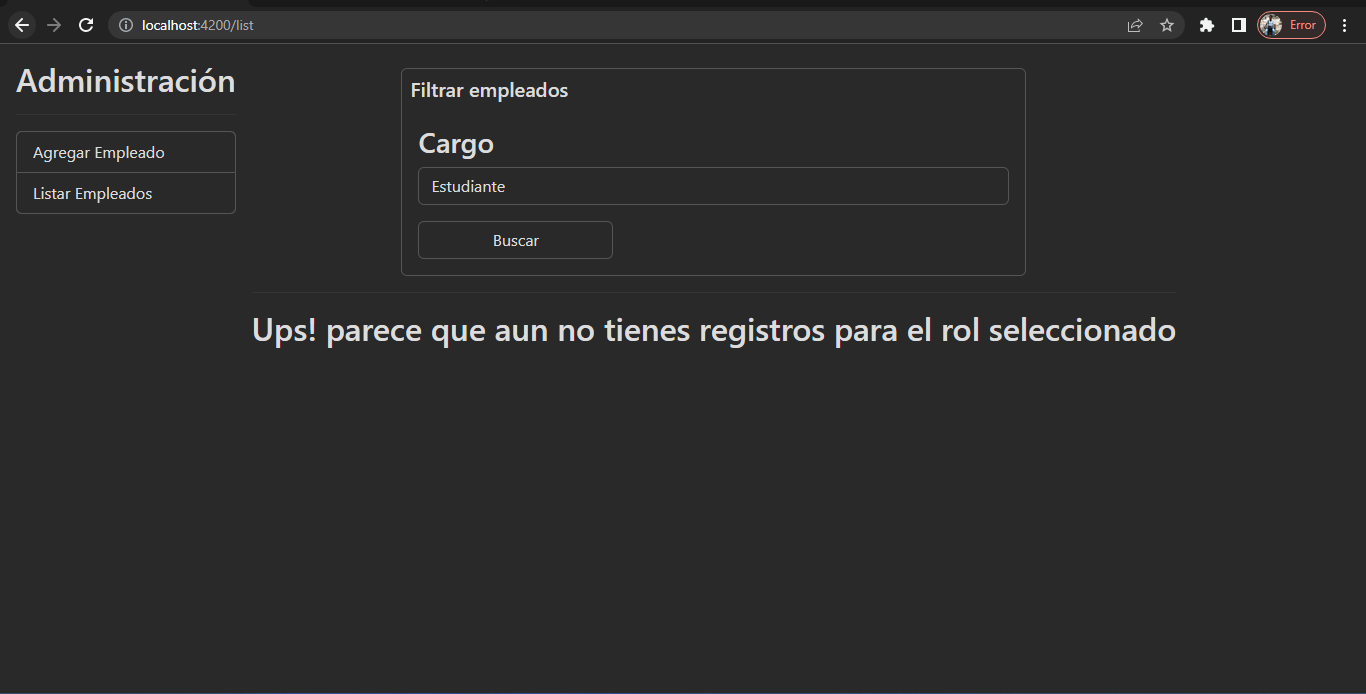 localhost:4200/list
Error
Administración
Agregar Empleado
Listar Empleados
Filtrar empleados
Cargo
Estudiante
Buscar
Ups! parece que aun no tienes registros para el rol seleccionado